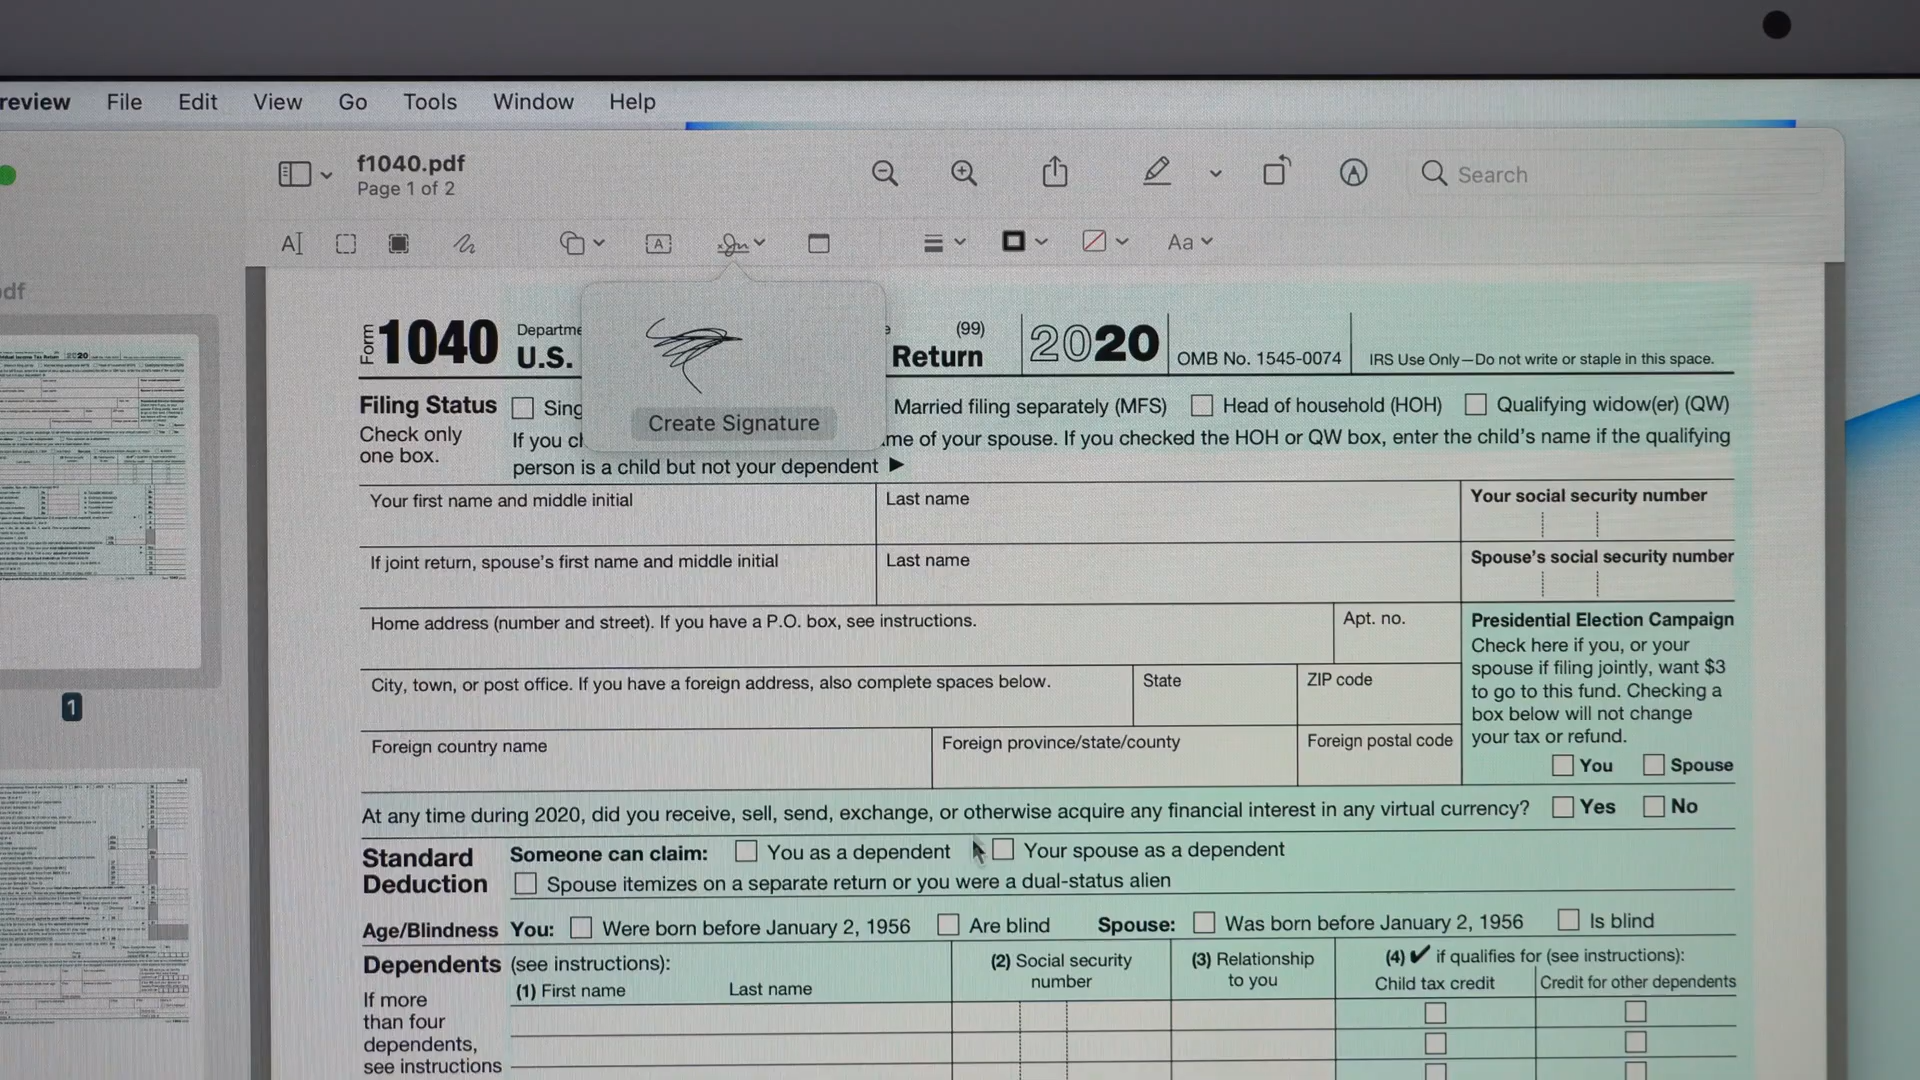 review File Edit View Go Tools Window Help
f1040.pdf
Page 1 of 2
Search
A
Aa
df
1
Form 1040 Departme (99) 2020 OMB No. 1545-0074 IRS Use Only—Do not write or staple in this space.
U.S. Return
Create Signature
Filing Status Sing Married filing separately (MFS) Head of household (HOH) Qualifying widow(er) (QW)
Check only
one box.
If you ch me of your spouse. If you checked the HOH or QW box, enter the child's name if the qualifying
person is a child but not your dependent ▶
Your first name and middle initial Last name Your social security number
If joint return, spouse's first name and middle initial Last name Spouse's social security number
Home address (number and street). If you have a P.O. box, see instructions. Apt. no.
City, town, or post office. If you have a foreign address, also complete spaces below. State ZIP code
Foreign country name Foreign province/state/county Foreign postal code
Presidential Election Campaign
Check here if you, or your
spouse if filing jointly, want $3
to go to this fund. Checking a
box below will not change
your tax or refund.
You Spouse
At any time during 2020, did you receive, sell, send, exchange, or otherwise acquire any financial interest in any virtual currency? Yes No
Standard
Deduction
Someone can claim: You as a dependent Your spouse as a dependent
Spouse itemizes on a separate return or you were a dual-status alien
Age/Blindness You: Were born before January 2, 1956 Are blind Spouse: Was born before January 2, 1956 Is blind
Dependents (see instructions):
(1) First name Last name
(2) Social security
number
(3) Relationship
to you
(4) ✔ if qualifies for (see instructions):
Child tax credit Credit for other dependents
If more
than four
dependents,
see instructions